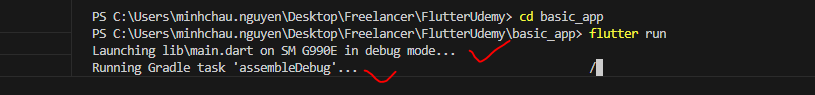 PS C:\Users\minhchau.nguyen\Desktop\Freelancer\FlutterUdemy> cd basic_app
PS C:\Users\minhchau.nguyen\Desktop\Freelancer\FlutterUdemy\basic_app> flutter run
Launching lib\main.dart on SM G990E in debug mode...
Running Gradle task 'assembleDebug'... /